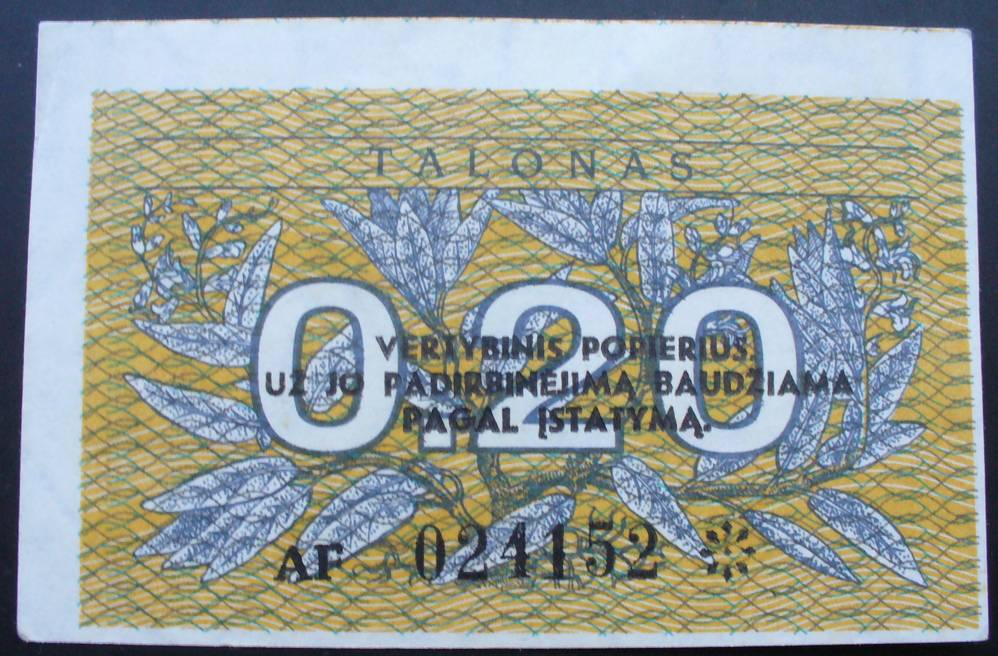 TALONAS
0.20
VERTYBINIS POPIERIUS.
UŽ JO PADIRBINĖJIMĄ BAUDŽIAMA
PAGAL ĮSTATYMĄ.
AF 024152